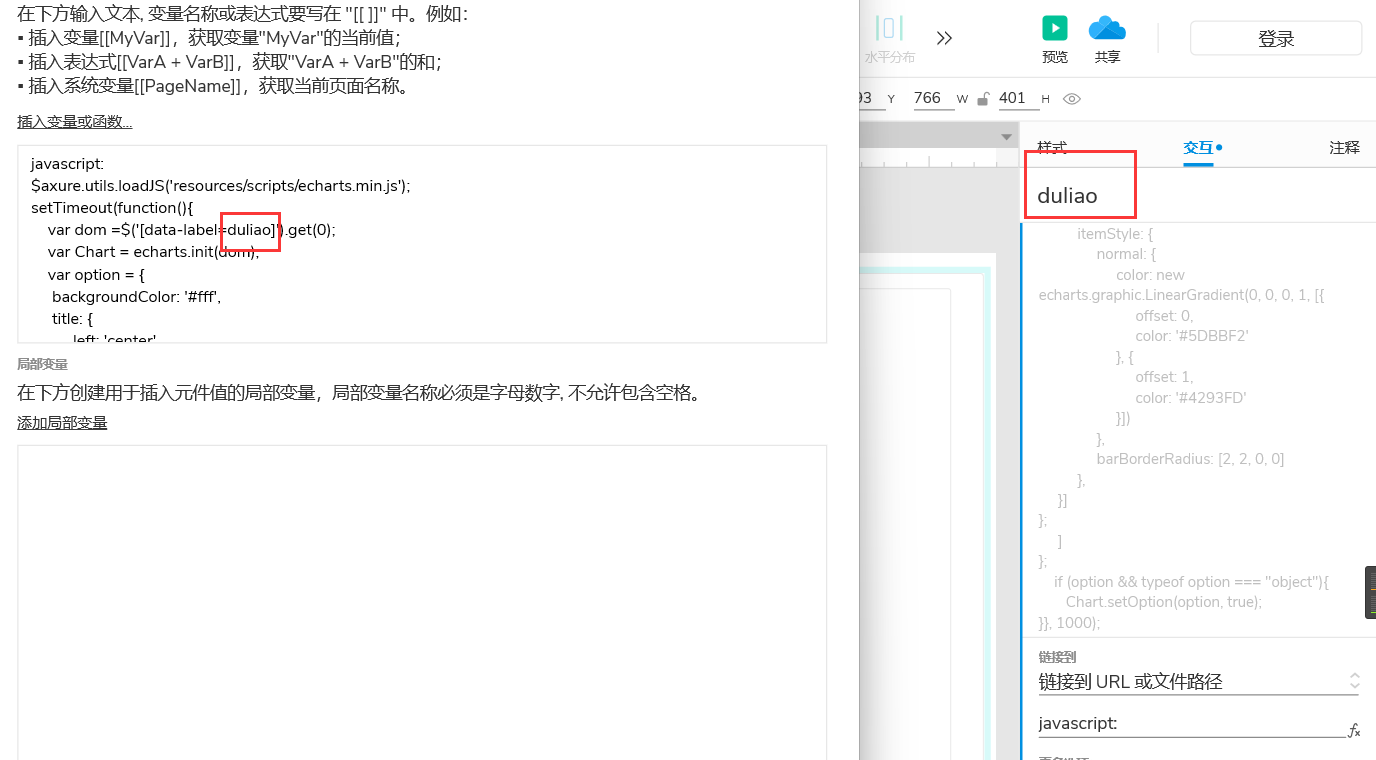 在下方输入文本, 变量名称或表达式要写在 "[[ ]]" 中。例如：
▪ 插入变量[[MyVar]]，获取变量"MyVar"的当前值；
▪ 插入表达式[[VarA + VarB]]，获取"VarA + VarB"的和；
▪ 插入系统变量[[PageName]]，获取当前页面名称。
插入变量或函数...
javascript:
$axure.utils.loadJS('resources/scripts/echarts.min.js');
setTimeout(function(){
var dom =$('[data-label=duliao]').get(0);
var Chart = echarts.init(dom);
var option = {
backgroundColor: '#fff',
title: {
left: 'center'
局部变量
在下方创建用于插入元件值的局部变量，局部变量名称必须是字母数字, 不允许包含空格。
添加局部变量
水平分布
预览
共享
登录
93 Y 766 W 401 H
样式 交互 注释
duliao
itemStyle: {
normal: {
color: new
echarts.graphic.LinearGradient(0, 0, 0, 1, [{
offset: 0,
color: '#5DBBF2'
}, {
offset: 1,
color: '#4293FD'
}])
},
barBorderRadius: [2, 2, 0, 0]
},
}]
};
]
};
if (option && typeof option === "object"){
Chart.setOption(option, true);
}}, 1000);
链接到
链接到 URL 或文件路径
javascript:
fx